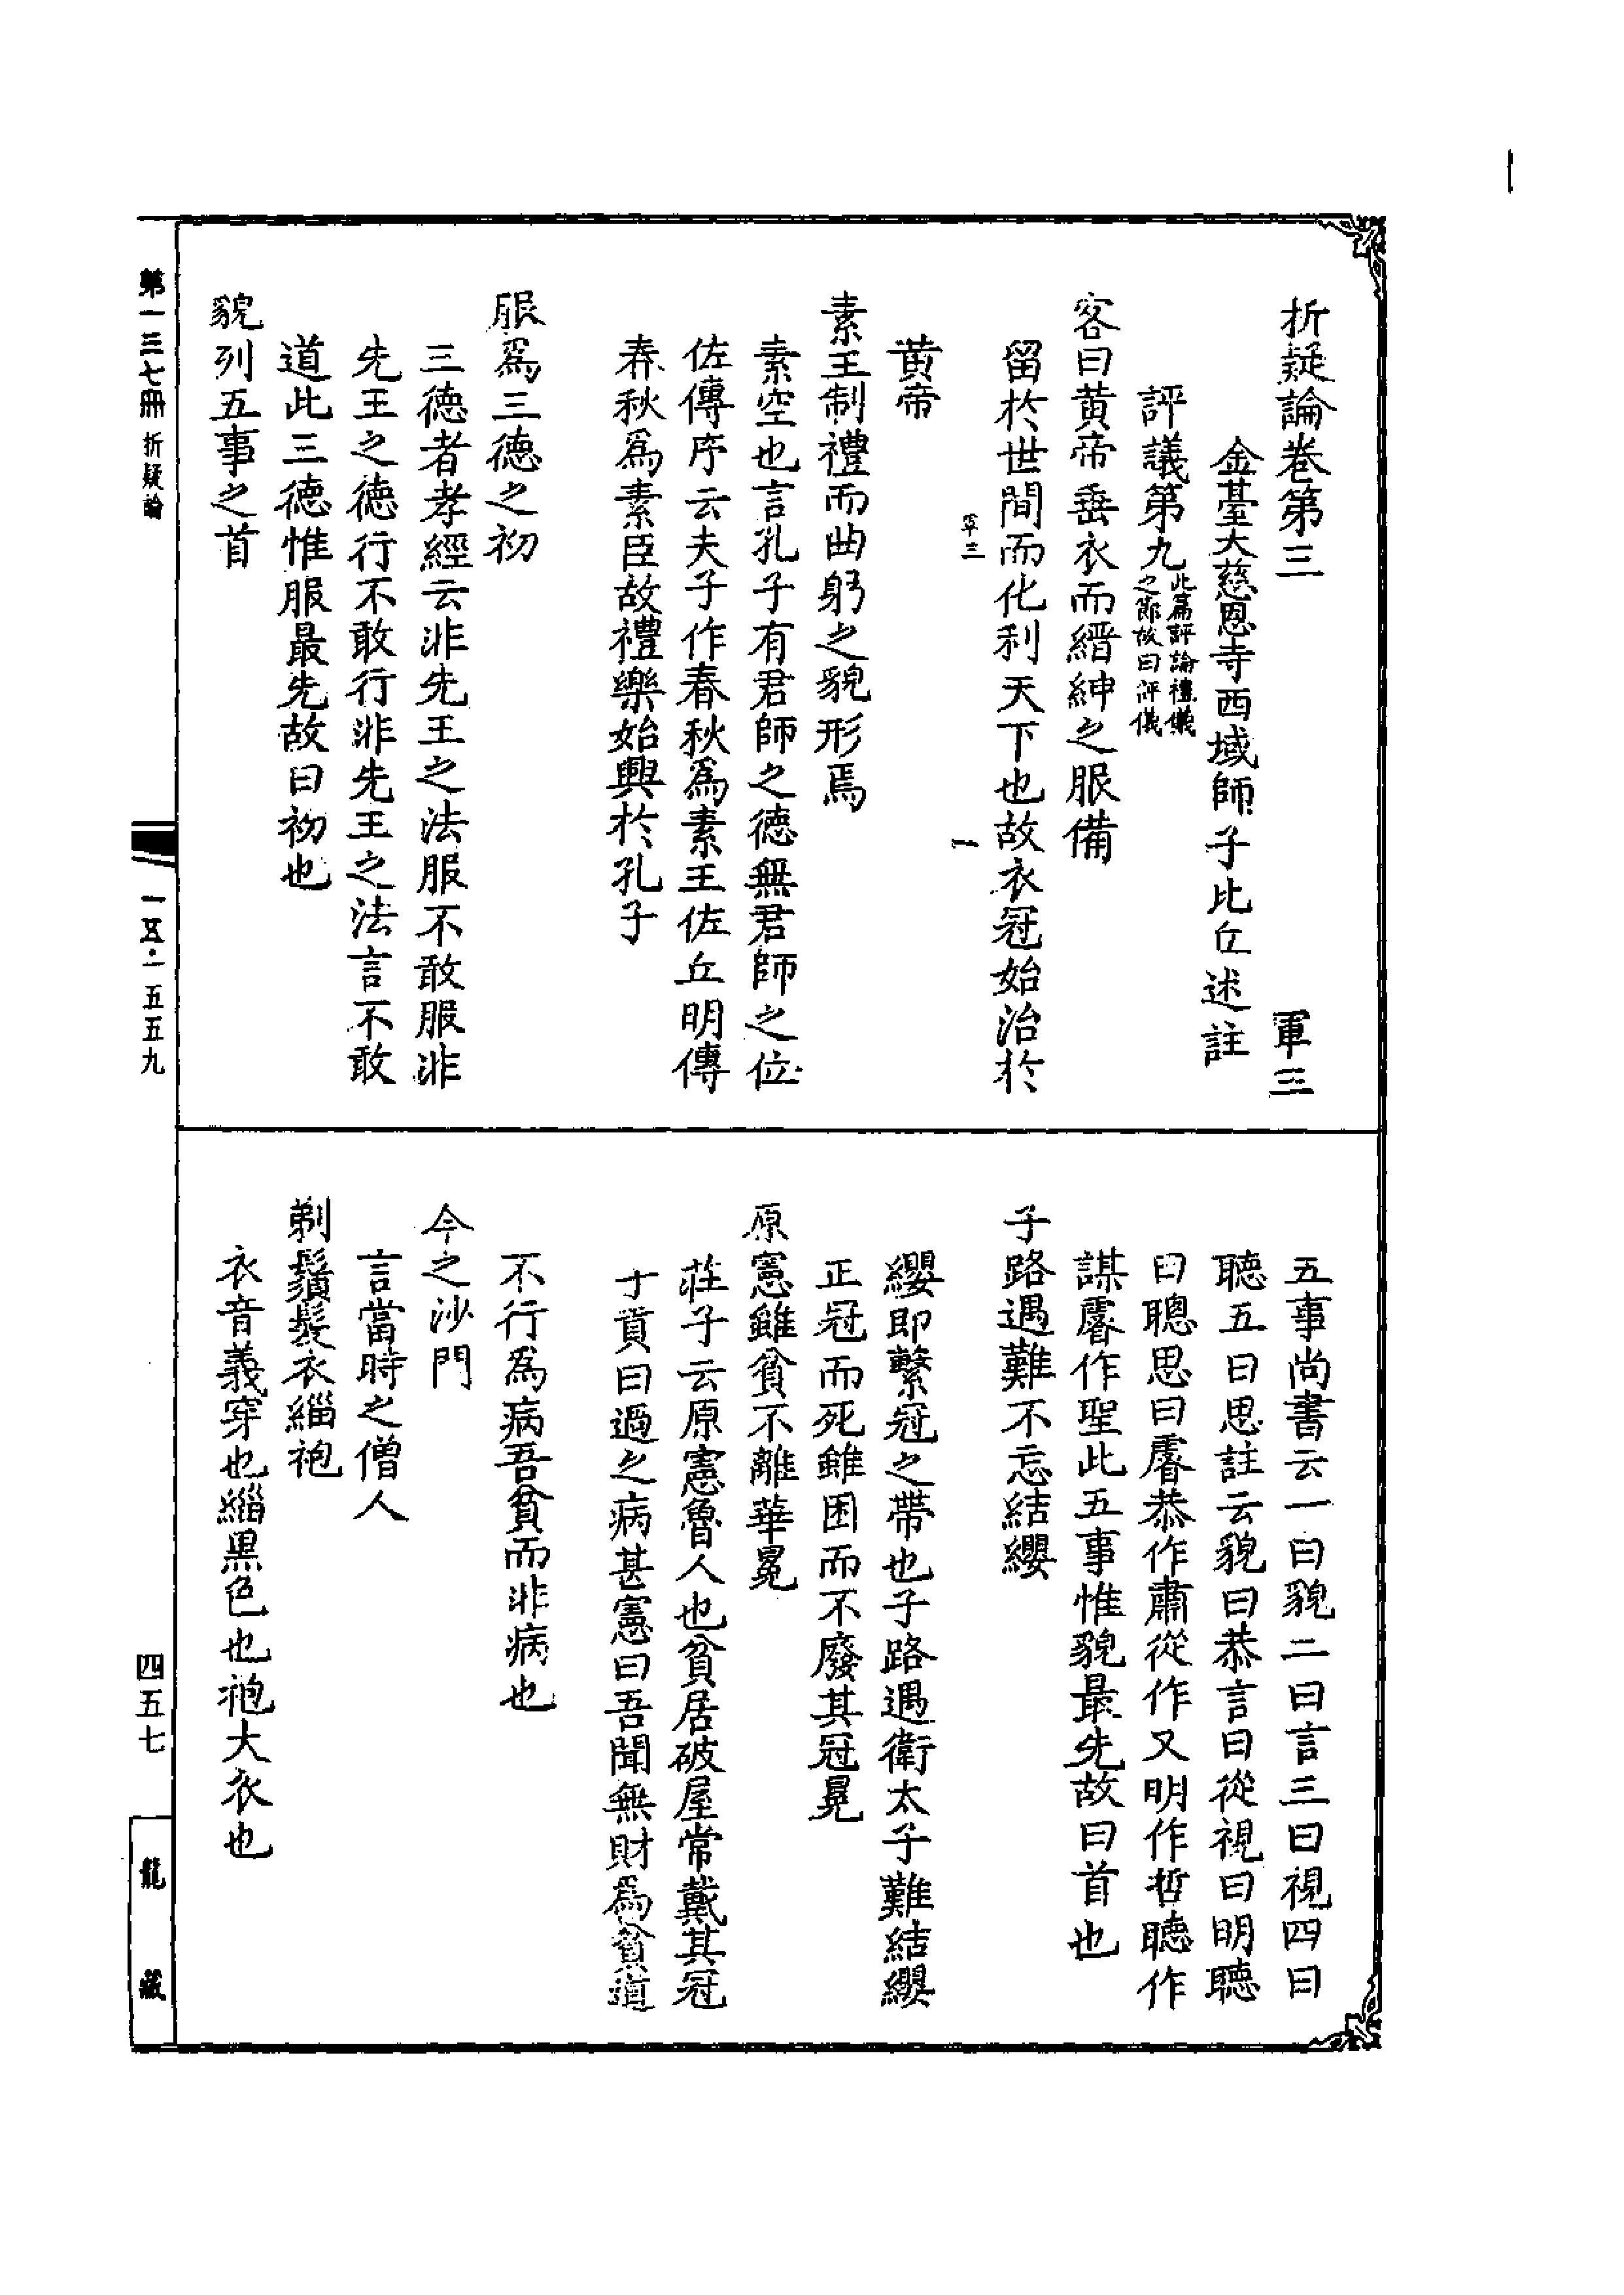 折疑論卷第三　軍三
金臺大慈恩寺西域師子比丘述註
評議第九此篇評論禮儀之節故曰評儀
客曰黃帝垂衣而縉紳之服備
留於世間而化利天下也故衣冠始治於
軍三　一
黃帝
素王制禮而曲躬之貌形焉
素空也言孔子有君師之德無君師之位
佐傳序云夫子作春秋爲素王佐丘明傳
春秋爲素臣故禮樂始興於孔子
服爲三德之初
三德者孝經云非先王之法服不敢服非
先王之德行不敢行非先王之法言不敢
道此三德惟服最先故曰初也
貌列五事之首
五事尚書云一曰貌二曰言三曰視四曰
聽五曰思註云貌曰恭言曰從視曰明聽
曰聰思曰睿恭作肅從作乂明作哲聽作
謀睿作聖此五事惟貌最先故曰首也
子路遇難不忘結纓
纓即繫冠之帶也子路遇衛太子難結纓
正冠而死雖困而不廢其冠冕
原憲雖貧不離華冕
莊子云原憲魯人也貧居破屋常戴其冠
子貢曰過之病甚憲曰吾聞無財爲貧道
不行爲病吾貧而非病也
今之沙門
言當時之僧人
剃鬚髮衣緇袍
衣音義穿也緇黑色也袍大衣也
第一三七冊　折疑論
一五·一五五九
四五七
龍藏